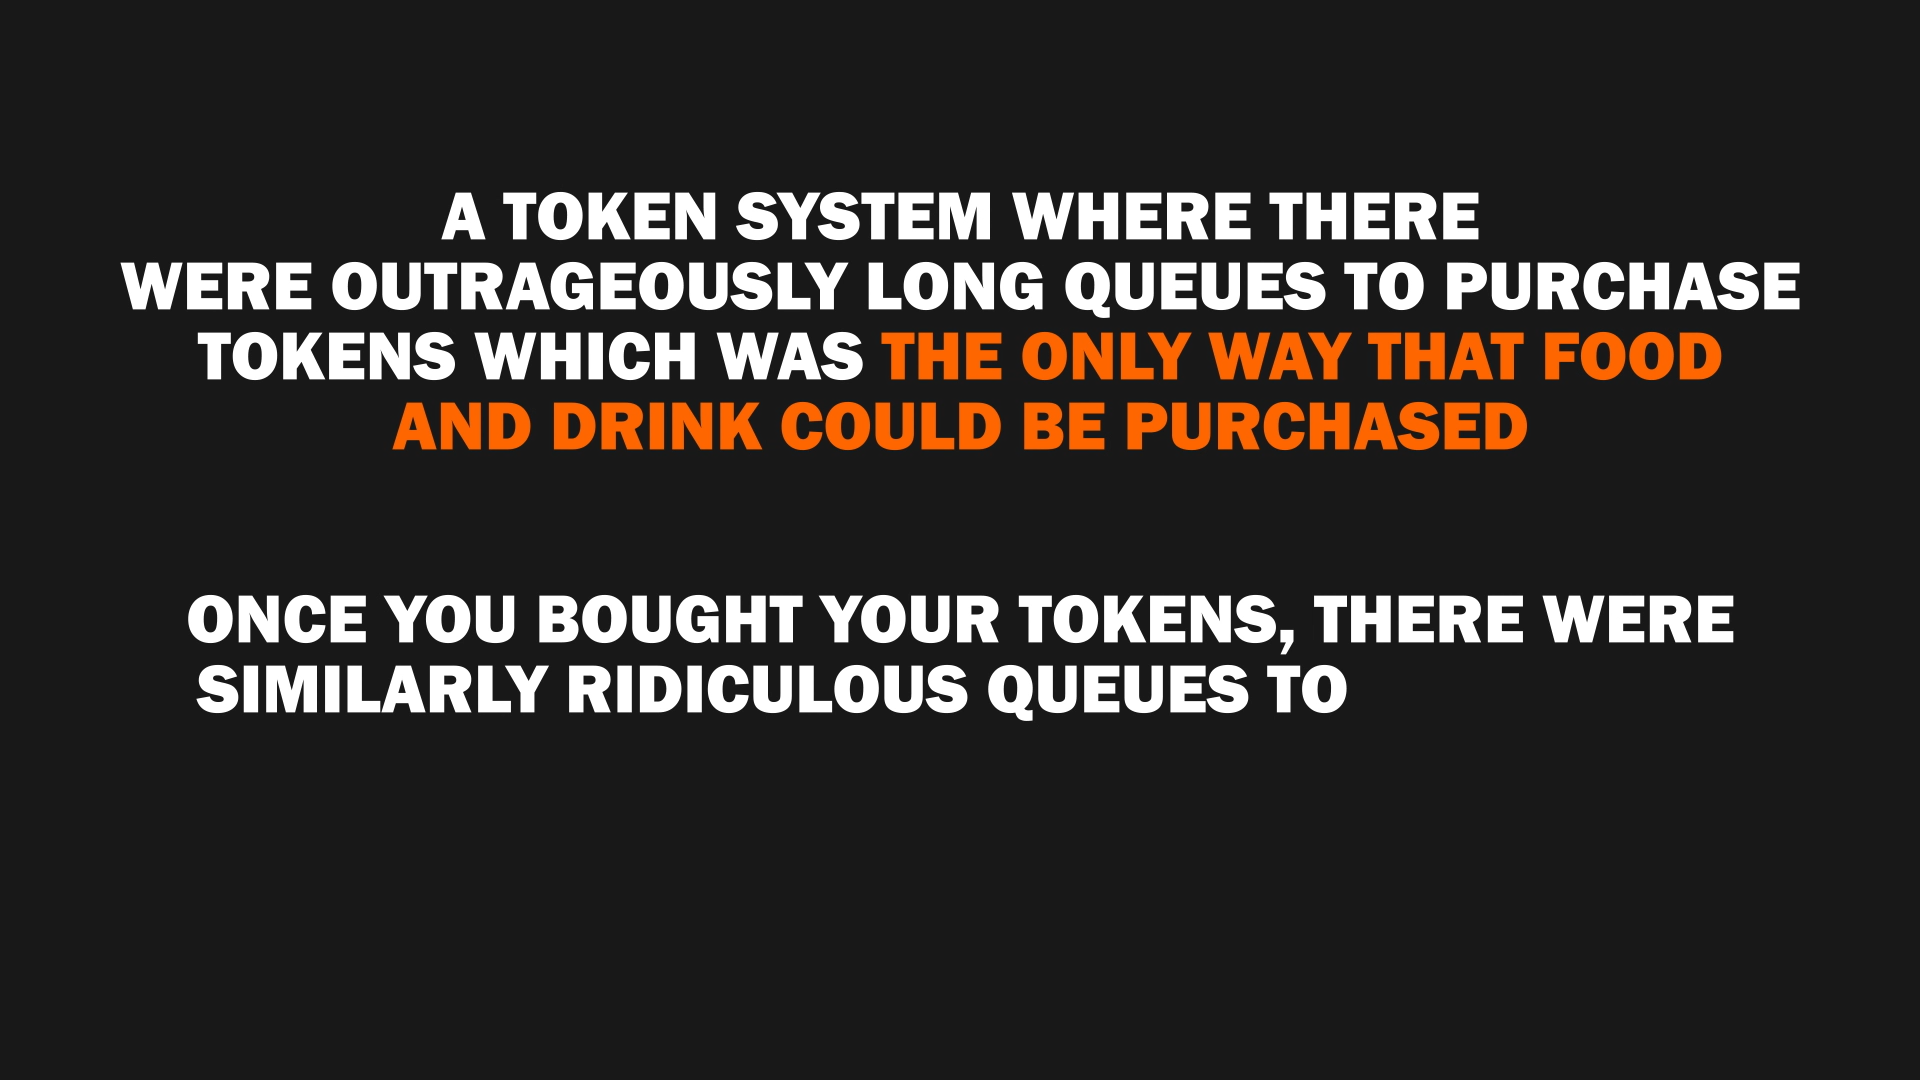 A TOKEN SYSTEM WHERE THERE
WERE OUTRAGEOUSLY LONG QUEUES TO PURCHASE
TOKENS WHICH WAS THE ONLY WAY THAT FOOD
AND DRINK COULD BE PURCHASED
ONCE YOU BOUGHT YOUR TOKENS, THERE WERE
SIMILARLY RIDICULOUS QUEUES TO